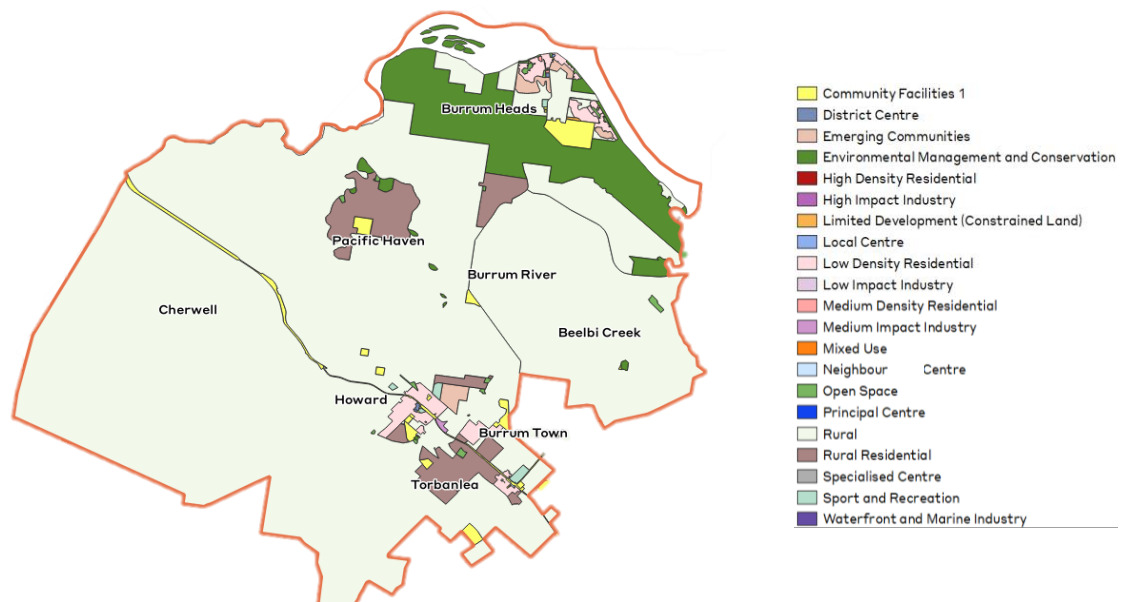 Burrum Heads
Pacific Haven
Burrum River
Cherwell
Beelbi Creek
Howard
Burrum Town
Torbanlea
Community Facilities 1
District Centre
Emerging Communities
Environmental Management and Conservation
High Density Residential
High Impact Industry
Limited Development (Constrained Land)
Local Centre
Low Density Residential
Low Impact Industry
Medium Density Residential
Medium Impact Industry
Mixed Use
Neighbour Centre
Open Space
Principal Centre
Rural
Rural Residential
Specialised Centre
Sport and Recreation
Waterfront and Marine Industry